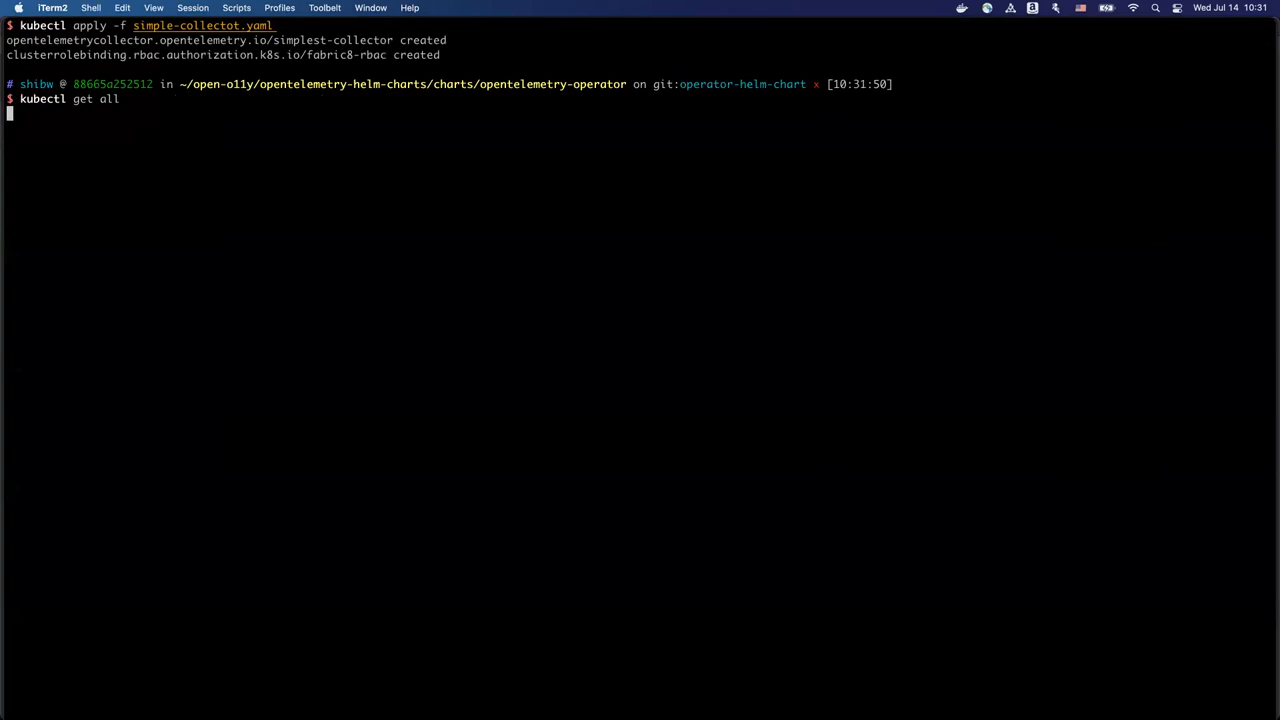 iTerm2 Shell Edit View Session Scripts Profiles Toolbelt Window Help Wed Jul 14 10:31
$ kubectl apply -f simple-collectot.yaml
opentelemetrycollector.opentelemetry.io/simplest-collector created
clusterrolebinding.rbac.authorization.k8s.io/fabric8-rbac created
# shibw @ 88665a252512 in ~/open-o11y/opentelemetry-helm-charts/charts/opentelemetry-operator on git:operator-helm-chart x [10:31:50]
$ kubectl get all